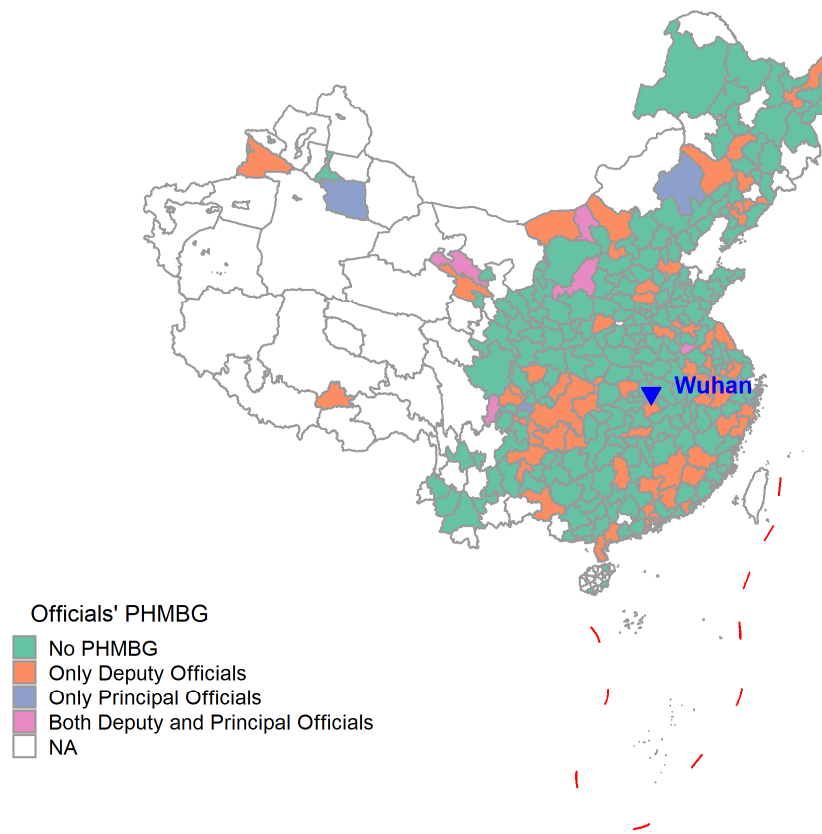 Wuhan
Officials' PHMBG
No PHMBG
Only Deputy Officials
Only Principal Officials
Both Deputy and Principal Officials
NA